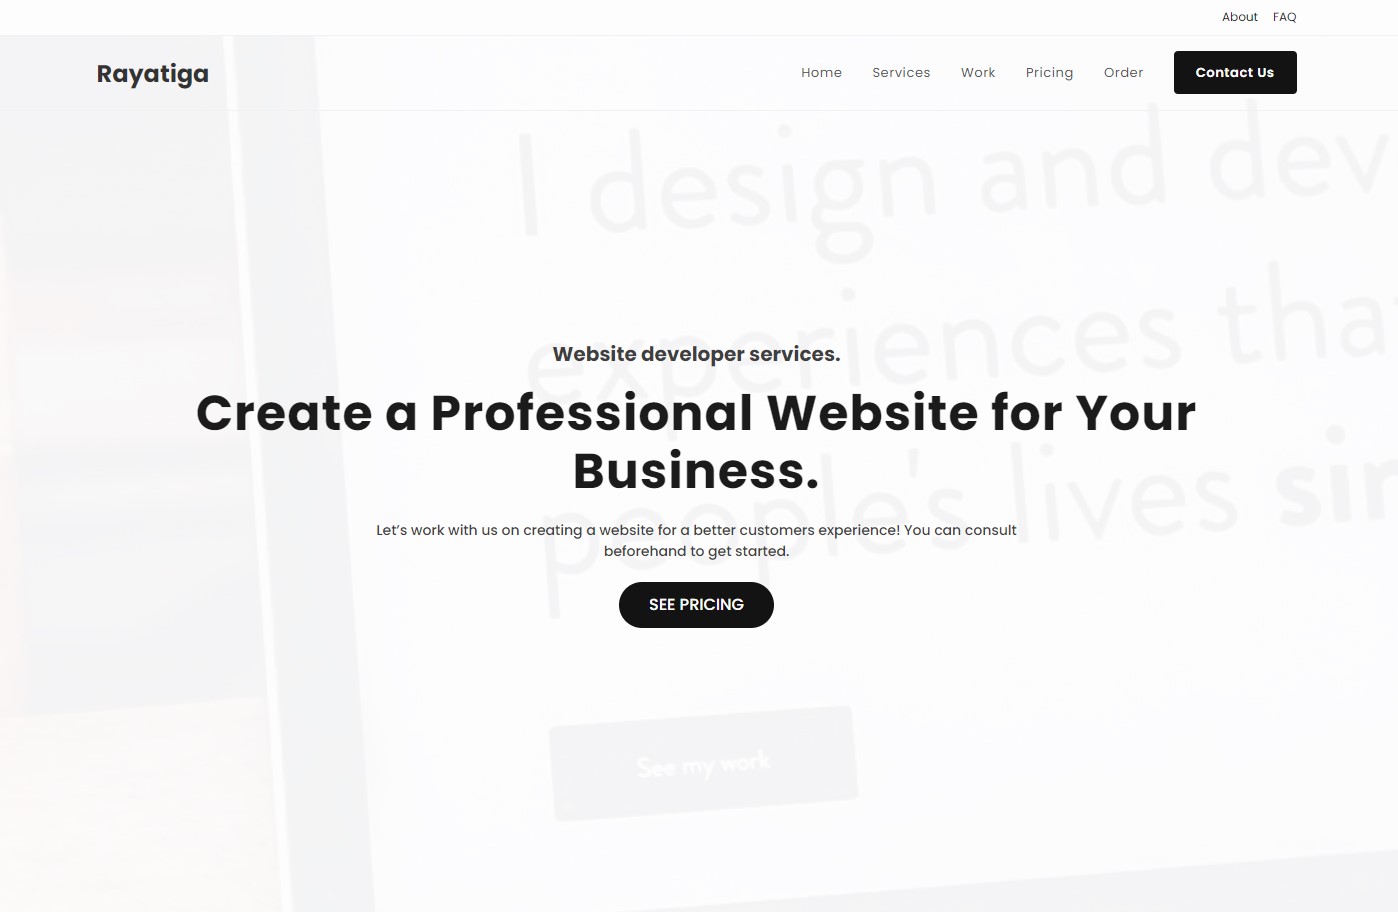 About FAQ
Rayatiga
Home Services Work Pricing Order Contact Us
I design and dev
experiences tha
people's lives sim
Website developer services.
Create a Professional Website for Your
Business.
Let’s work with us on creating a website for a better customers experience! You can consult
beforehand to get started.
SEE PRICING
See my work